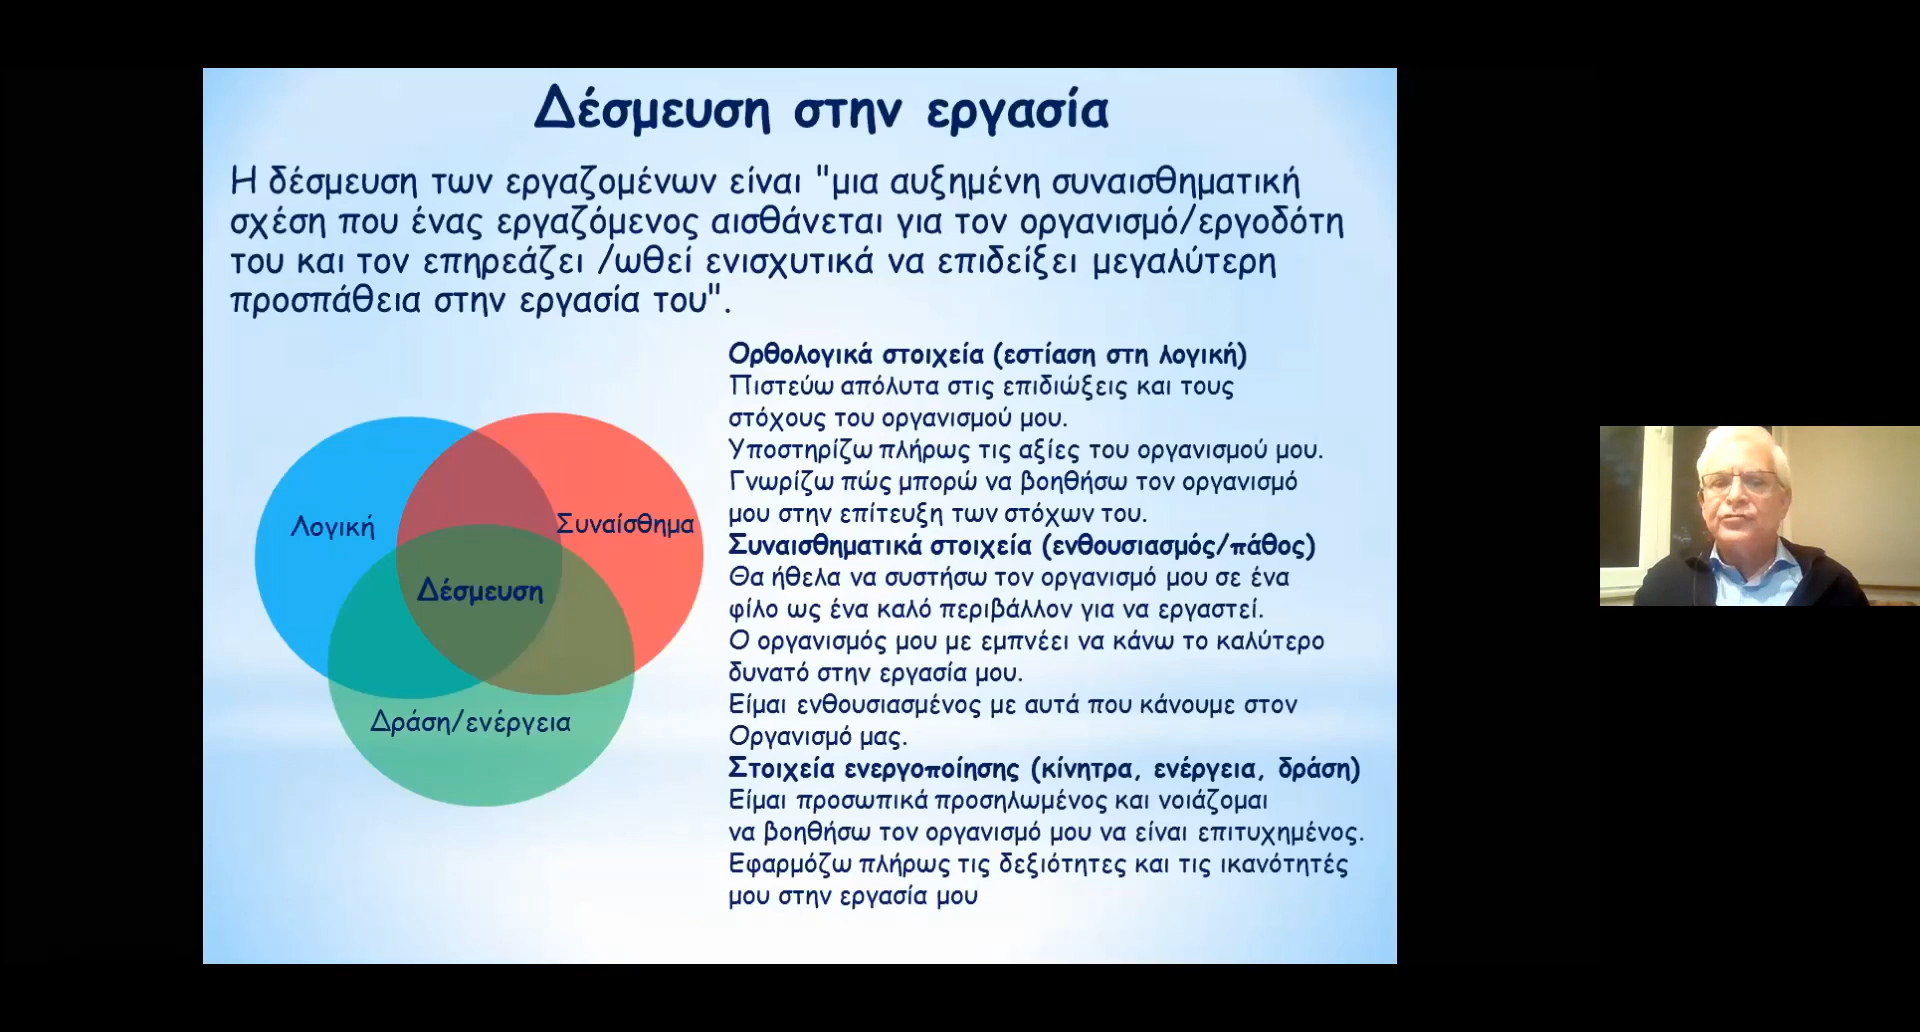 Δέσμευση στην εργασία
Η δέσμευση των εργαζομένων είναι "μια αυξημένη συναισθηματική
σχέση που ένας εργαζόμενος αισθάνεται για τον οργανισμό/εργοδότη
του και τον επηρεάζει /ωθεί ενισχυτικά να επιδείξει μεγαλύτερη
προσπάθεια στην εργασία του".
Λογική
Συναίσθημα
Δέσμευση
Δράση/ενέργεια
Ορθολογικά στοιχεία (εστίαση στη λογική)
Πιστεύω απόλυτα στις επιδιώξεις και τους
στόχους του οργανισμού μου.
Υποστηρίζω πλήρως τις αξίες του οργανισμού μου.
Γνωρίζω πώς μπορώ να βοηθήσω τον οργανισμό
μου στην επίτευξη των στόχων του.
Συναισθηματικά στοιχεία (ενθουσιασμός/πάθος)
Θα ήθελα να συστήσω τον οργανισμό μου σε ένα
φίλο ως ένα καλό περιβάλλον για να εργαστεί.
Ο οργανισμός μου με εμπνέει να κάνω το καλύτερο
δυνατό στην εργασία μου.
Είμαι ενθουσιασμένος με αυτά που κάνουμε στον
Οργανισμό μας.
Στοιχεία ενεργοποίησης (κίνητρα, ενέργεια, δράση)
Είμαι προσωπικά προσηλωμένος και νοιάζομαι
να βοηθήσω τον οργανισμό μου να είναι επιτυχημένος.
Εφαρμόζω πλήρως τις δεξιότητες και τις ικανότητές
μου στην εργασία μου